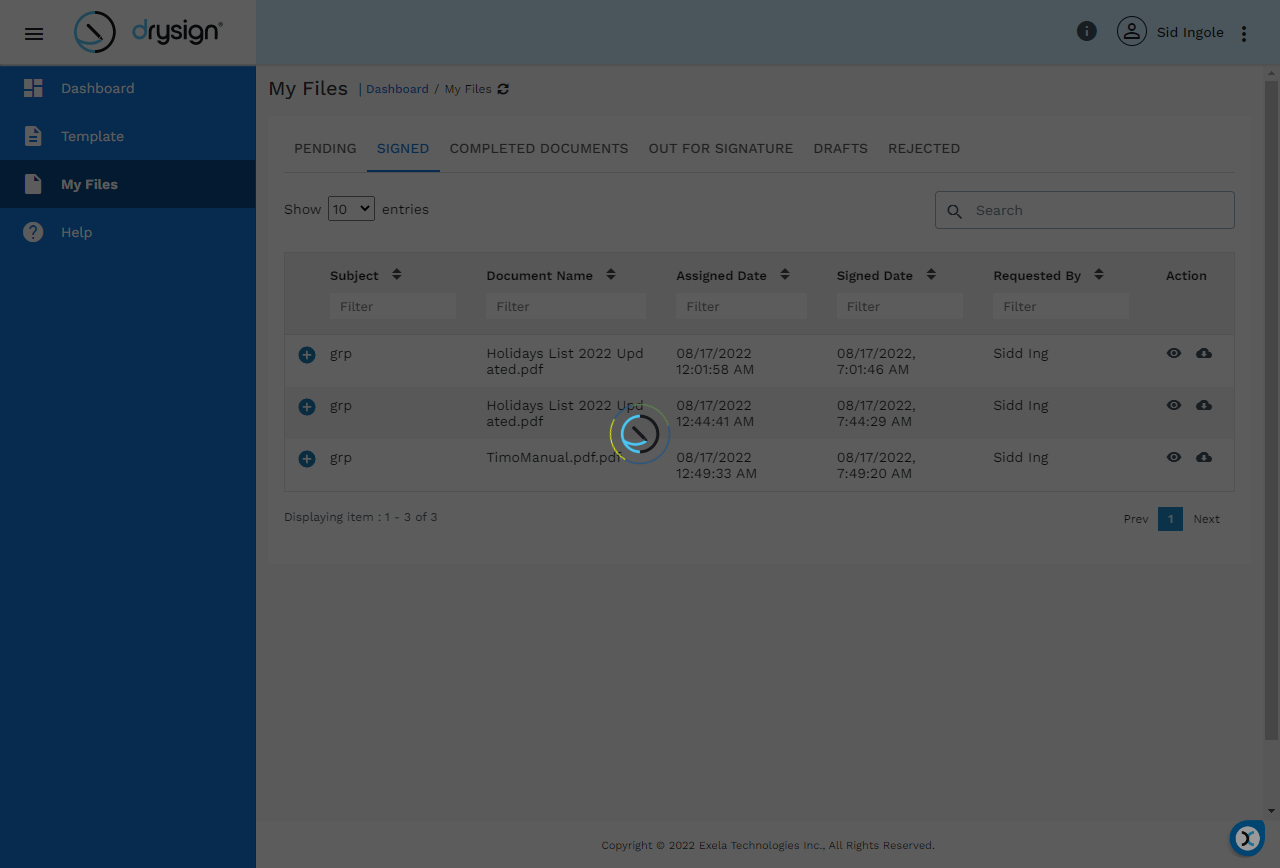 drysign®
Sid Ingole
Dashboard
Template
My Files
Help
My Files | Dashboard / My Files
PENDING SIGNED COMPLETED DOCUMENTS OUT FOR SIGNATURE DRAFTS REJECTED
Show 10 entries
Search
Subject Document Name Assigned Date Signed Date Requested By Action
Filter Filter Filter Filter Filter
grp Holidays List 2022 Upd 08/17/2022 08/17/2022, Sidd Ing
ated.pdf 12:01:58 AM 7:01:46 AM
grp Holidays List 2022 Upd 08/17/2022 08/17/2022, Sidd Ing
ated.pdf 12:44:41 AM 7:44:29 AM
grp TimoManual.pdf.pdf 08/17/2022 08/17/2022, Sidd Ing
12:49:33 AM 7:49:20 AM
Displaying item : 1 - 3 of 3
Prev 1 Next
Copyright © 2022 Exela Technologies Inc., All Rights Reserved.